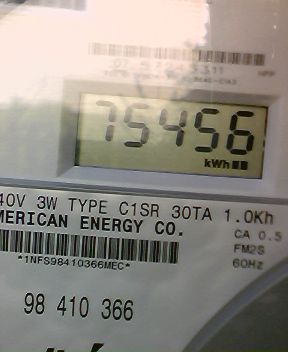 HPP
75456
kWh
40V 3W TYPE C1SR 30TA 1.0Kh
MERICAN ENERGY CO.
CA 0.5
FM2S
60Hz
*1NFS98410366MEC*
98 410 366